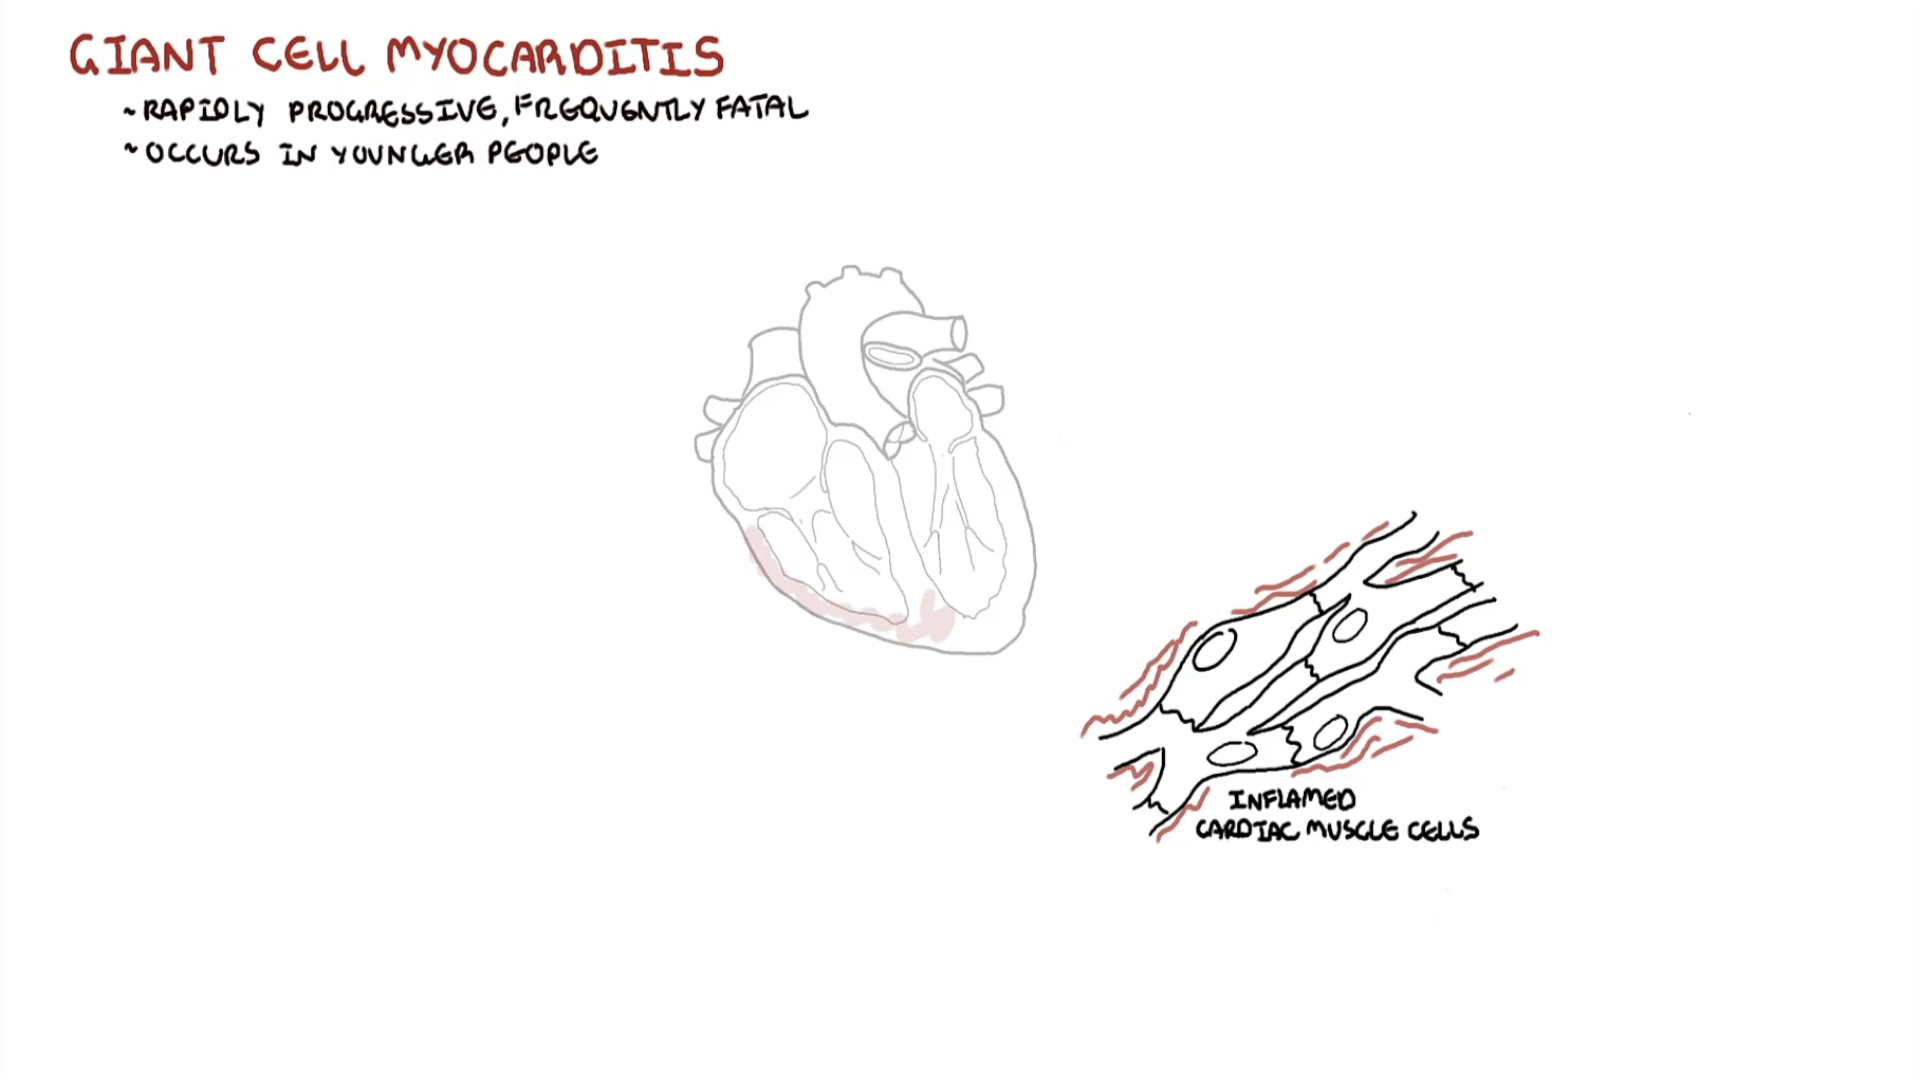 GIANT CELL MYOCARDITIS
~RAPIDLY PROGRESSIVE, FREQUENTLY FATAL
~OCCURS IN YOUNGER PEOPLE
INFLAMED
CARDIAC MUSCLE CELLS